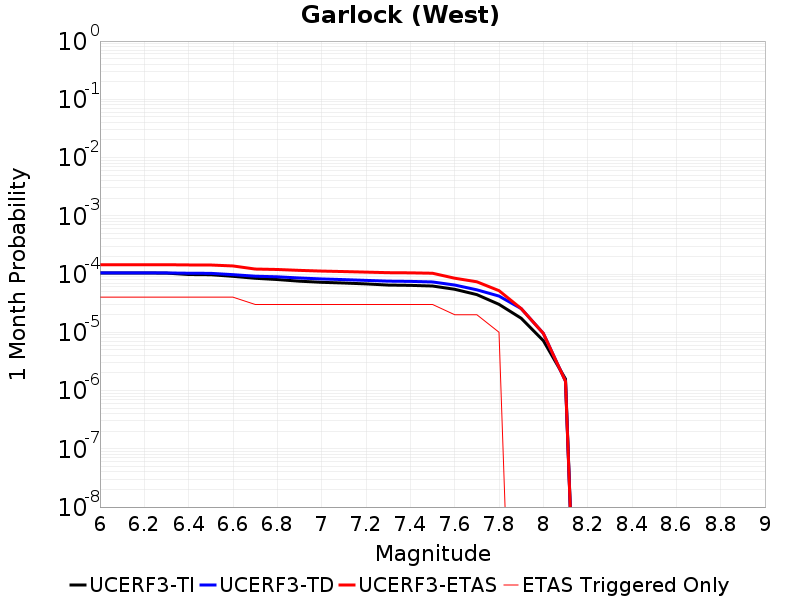 Garlock (West)
10^0
10^-1
10^-2
10^-3
10^-4
10^-5
10^-6
10^-7
10^-8
1 Month Probability
6 6.2 6.4 6.6 6.8 7 7.2 7.4 7.6 7.8 8 8.2 8.4 8.6 8.8 9
Magnitude
UCERF3-TI UCERF3-TD UCERF3-ETAS ETAS Triggered Only